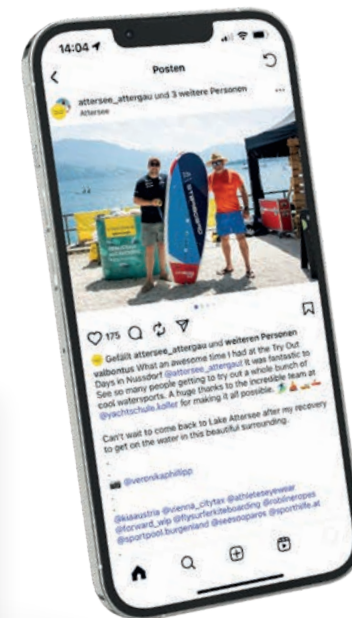 14:04
Posten
attersee_attergau und 3 weitere Personen
Attersee
175
Gefällt attersee_attergau und weiteren Personen
valbontus What an awesome time I had at the Try Out
Days in Nussdorf @attersee_attergau! It was fantastic to
See so many people getting to try out a whole bunch of
cool watersports. A huge thanks to the incredible team at
@yachtschule.koller for making it all possible.
Can't wait to come back to Lake Attersee after my recovery
to get on the water in this beautiful surrounding.
.
.
@veronikaphillipp
.
.
@kiaaustria @vienna_citytax @athleteseyewear
@forward_wip @flysurferkiteboarding @roblineropes
@sportpool.burgenland @seesooparos @sporthilfe.at
.